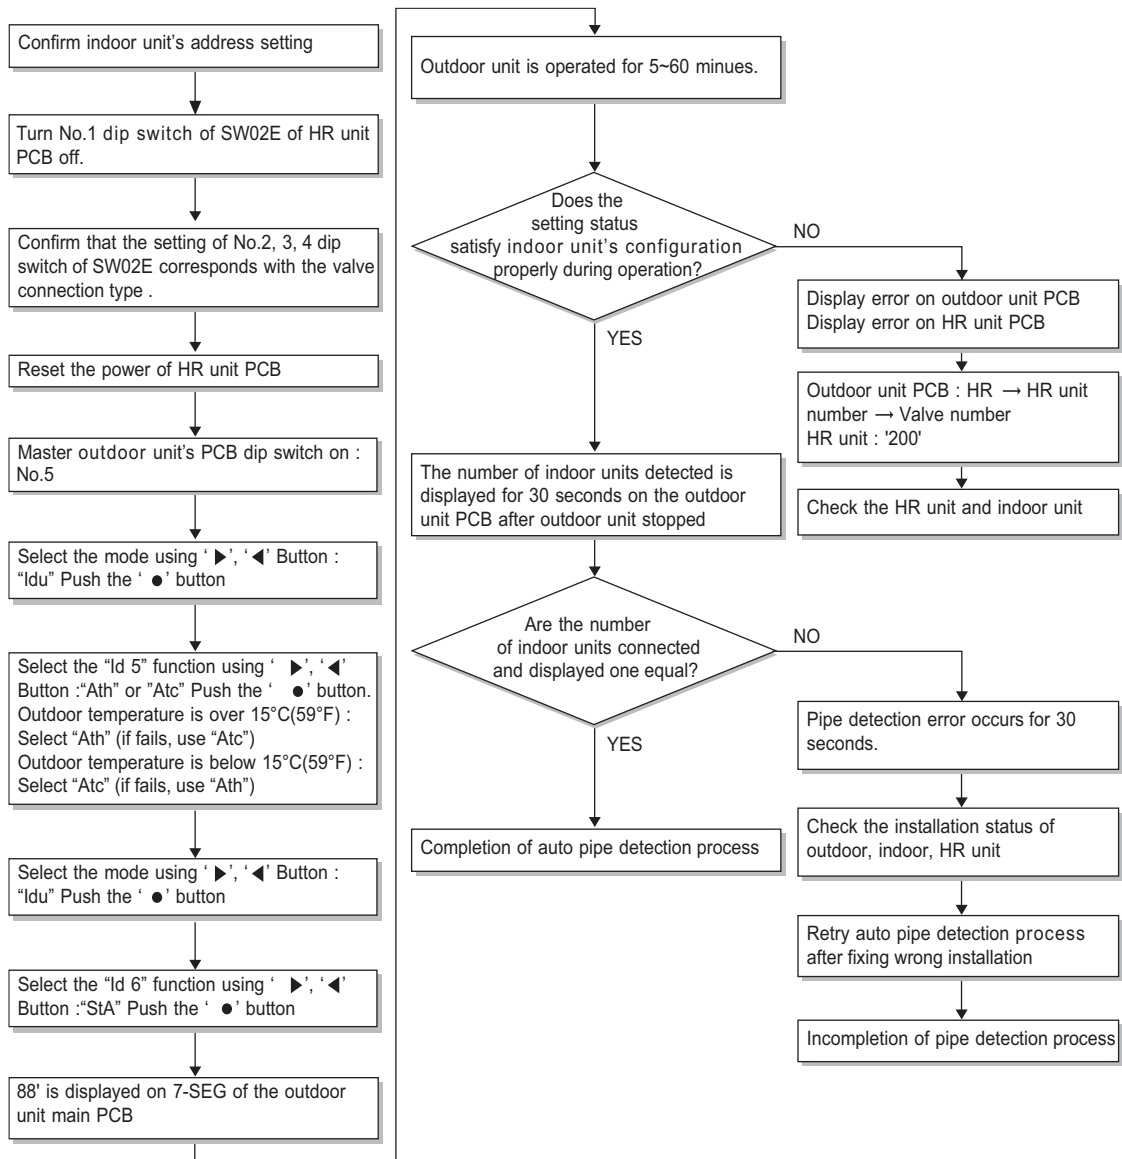 Confirm indoor unit's address setting
Turn No.1 dip switch of SW02E of HR unit
PCB off.
Confirm that the setting of No.2, 3, 4 dip
switch of SW02E corresponds with the valve
connection type .
Reset the power of HR unit PCB
Master outdoor unit's PCB dip switch on :
No.5
Select the mode using ‘ ▶’, ‘◀’ Button :
“Idu” Push the ‘ ●’ button
Select the “Id 5” function using ‘ ▶’, ‘◀’
Button :“Ath” or ”Atc” Push the ‘ ●’ button.
Outdoor temperature is over 15°C(59°F) :
Select “Ath” (if fails, use “Atc”)
Outdoor temperature is below 15°C(59°F) :
Select “Atc” (if fails, use “Ath”)
Select the mode using ‘ ▶’, ‘◀’ Button :
“Idu” Push the ‘ ●’ button
Select the “Id 6” function using ‘ ▶’, ‘◀’
Button :“StA” Push the ‘ ●’ button
88' is displayed on 7-SEG of the outdoor
unit main PCB
Outdoor unit is operated for 5~60 minues.
Does the
setting status
satisfy indoor unit's configuration
properly during operation?
NO
YES
Display error on outdoor unit PCB
Display error on HR unit PCB
Outdoor unit PCB : HR → HR unit
number → Valve number
HR unit : '200'
Check the HR unit and indoor unit
The number of indoor units detected is
displayed for 30 seconds on the outdoor
unit PCB after outdoor unit stopped
Are the number
of indoor units connected
and displayed one equal?
NO
YES
Pipe detection error occurs for 30
seconds.
Check the installation status of
outdoor, indoor, HR unit
Retry auto pipe detection process
after fixing wrong installation
Incompletion of pipe detection process
Completion of auto pipe detection process